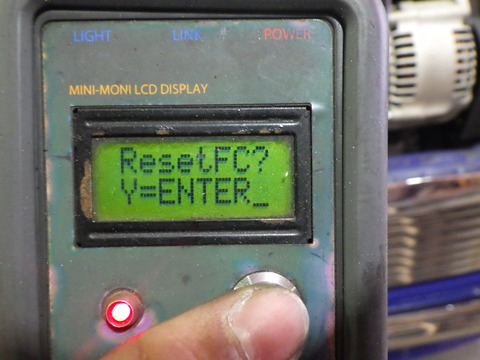 LIGHT LINK POWER
MINI-MONI LCD DISPLAY
ResetFC?
Y=ENTER_